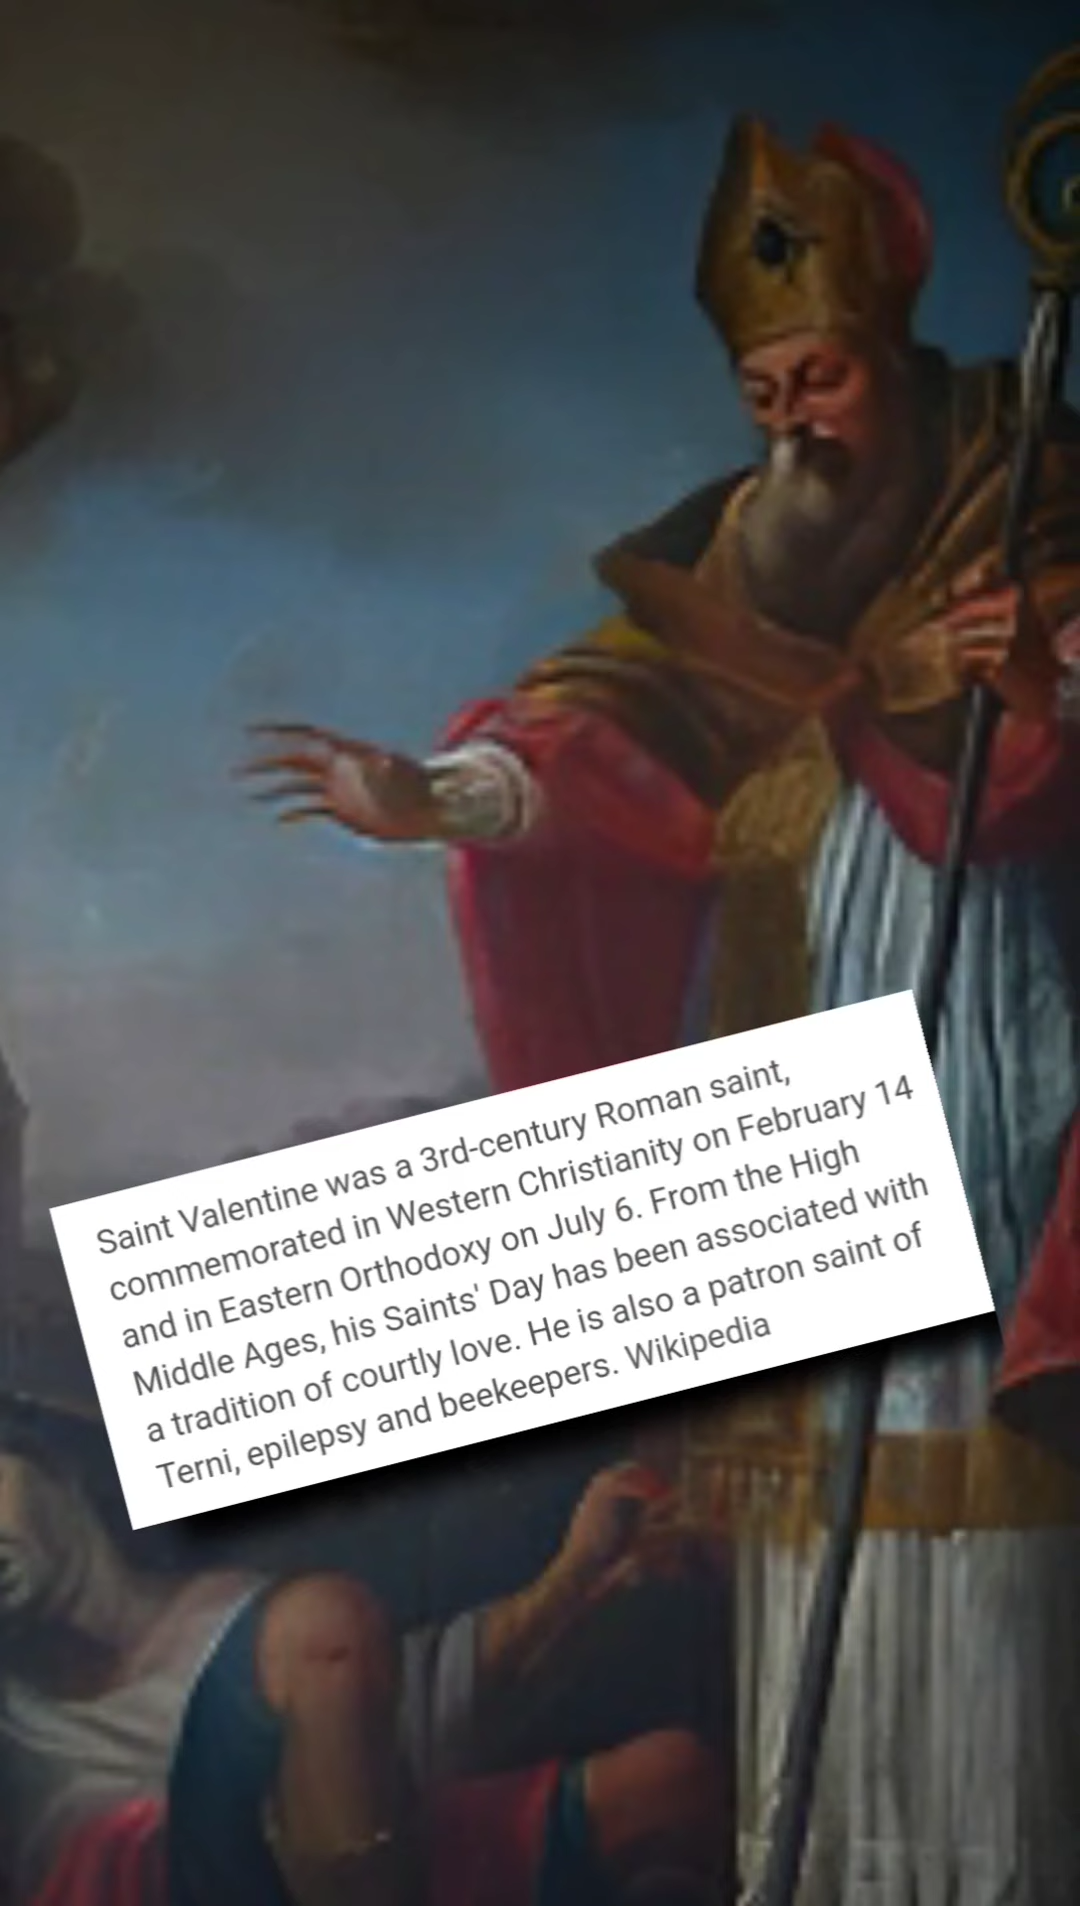 Saint Valentine was a 3rd-century Roman saint,
commemorated in Western Christianity on February 14
and in Eastern Orthodoxy on July 6. From the High
Middle Ages, his Saints' Day has been associated with
a tradition of courtly love. He is also a patron saint of
Terni, epilepsy and beekeepers. Wikipedia